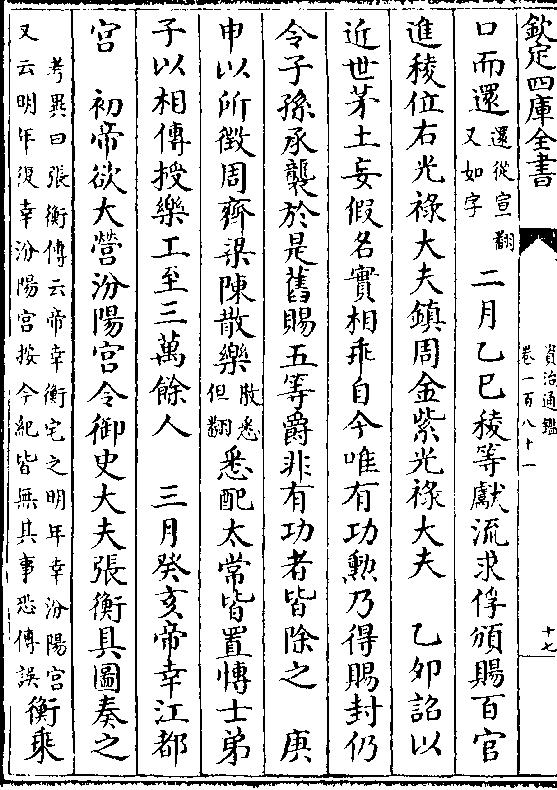 欽定四庫全書
資治通鑑
卷一百八十一
十七
口而還還從宣翻
又如字二月乙巳稜等獻流求俘頒賜百官
進稜位右光祿大夫鎮周金紫光祿大夫　乙夘詔以
近世茅土妄假名實相乖自今唯有功勲乃得賜封仍
令子孫承襲於是舊賜五等爵非有功者皆除之　庚
申以所徵周齊梁陳散樂散悉
但翻悉配太常皆置博士弟
子以相傳授樂工至三萬餘人　三月癸亥帝幸江都
宮　初帝欲大營汾陽宮令御史大夫張衡具圖奏之
考異曰張衡傳云帝幸衡宅之明年幸汾陽宮
又云明年復幸汾陽宮按今紀皆無其事恐傳誤衡乘